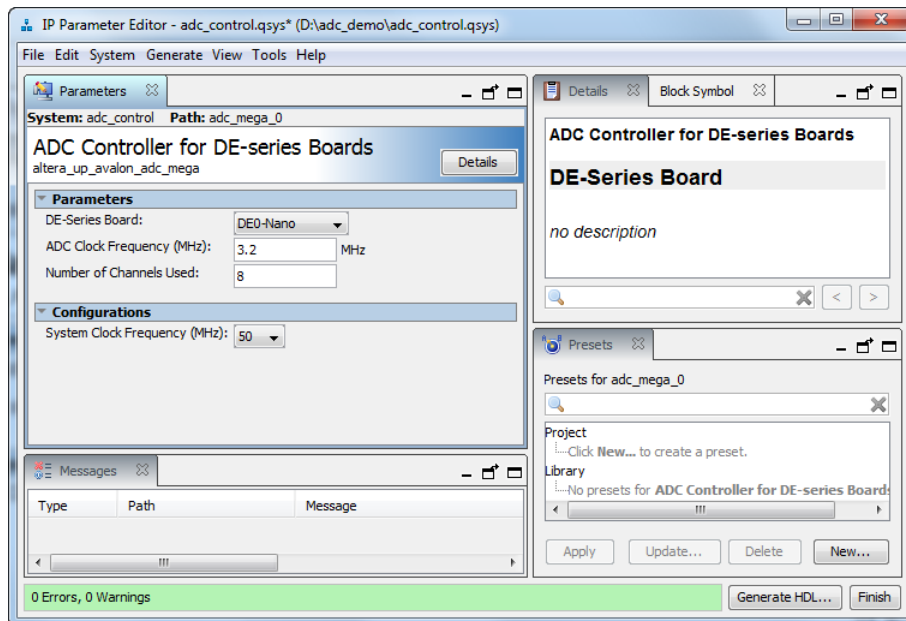 IP Parameter Editor - adc_control.qsys* (D:\adc_demo\adc_control.qsys)
File Edit System Generate View Tools Help
Parameters
System: adc_control Path: adc_mega_0
ADC Controller for DE-series Boards
altera_up_avalon_adc_mega
Details
Parameters
DE-Series Board: DE0-Nano
ADC Clock Frequency (MHz): 3.2 MHz
Number of Channels Used: 8
Configurations
System Clock Frequency (MHz): 50
Messages
Type Path Message
0 Errors, 0 Warnings
Details Block Symbol
ADC Controller for DE-series Boards
DE-Series Board
no description
< >
Presets
Presets for adc_mega_0
Project
Click New... to create a preset.
Library
No presets for ADC Controller for DE-series Boards
Apply Update... Delete New...
Generate HDL... Finish